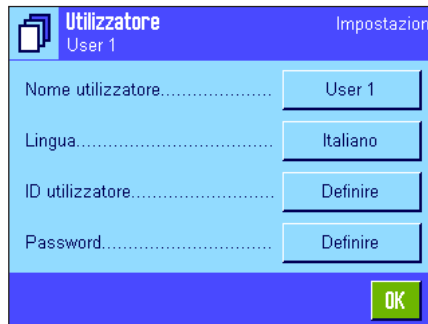 Utilizzatore
Impostazion
User 1
Nome utilizzatore.................... User 1
Lingua................................... Italiano
ID utilizzatore......................... Definire
Password.............................. Definire
OK